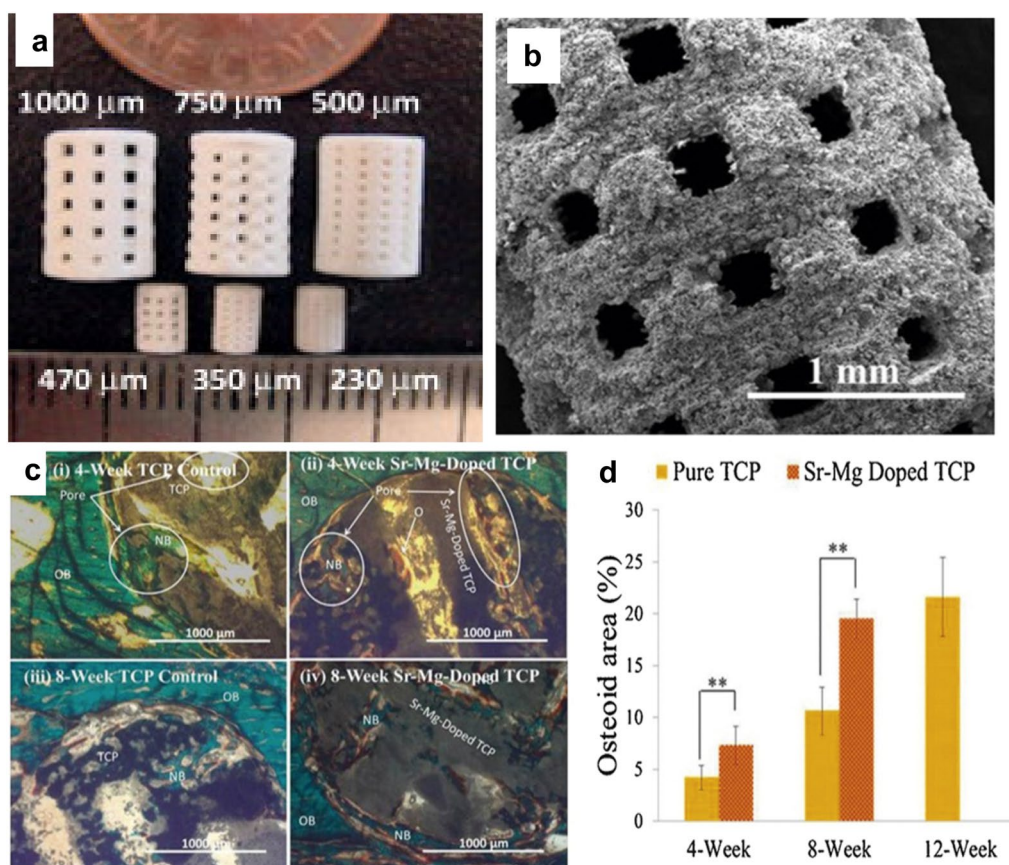 a
ONE CENT
1000 µm 750 µm 500 µm
470 µm 350 µm 230 µm
b
1 mm
c
(i) 4-Week TCP Control
TCP
Pore
NB
OB
1000 µm
(ii) 4-Week Sr-Mg-Doped TCP
OB
Pore
O
Sr-Mg-Doped TCP
NB
1000 µm
(iii) 8-Week TCP Control
OB
TCP
NB
1000 µm
(iv) 8-Week Sr-Mg-Doped TCP
NB
Sr-Mg-Doped TCP
O
OB
NB
1000 µm
d
Pure TCP Sr-Mg Doped TCP
Osteoid area (%)
30
25
20
15
10
5
0
**
**
4-Week 8-Week 12-Week